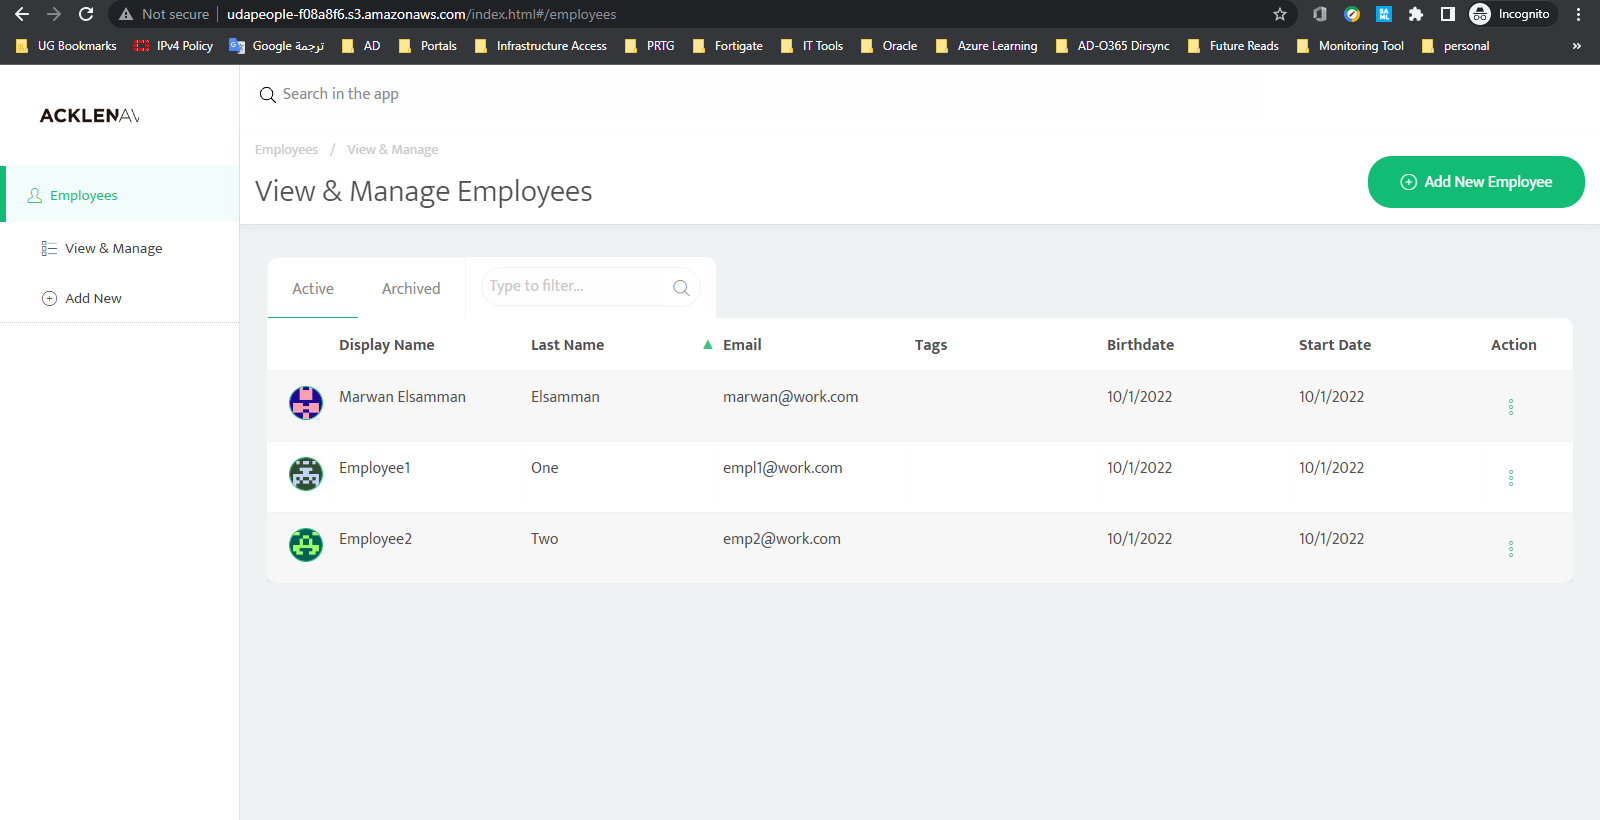 Not secure | udapeople-f08a8f6.s3.amazonaws.com/index.html#/employees Incognito
UG Bookmarks IPv4 Policy Google ترجمة AD Portals Infrastructure Access PRTG Fortigate IT Tools Oracle Azure Learning AD-O365 Dirsync Future Reads Monitoring Tool personal »
ACKLENAV
Employees
View & Manage
Add New
Search in the app
Employees / View & Manage
View & Manage Employees
Add New Employee
Active Archived Type to filter...
Display Name Last Name ▲ Email Tags Birthdate Start Date Action
Marwan Elsamman Elsamman marwan@work.com 10/1/2022 10/1/2022
Employee1 One empl1@work.com 10/1/2022 10/1/2022
Employee2 Two emp2@work.com 10/1/2022 10/1/2022